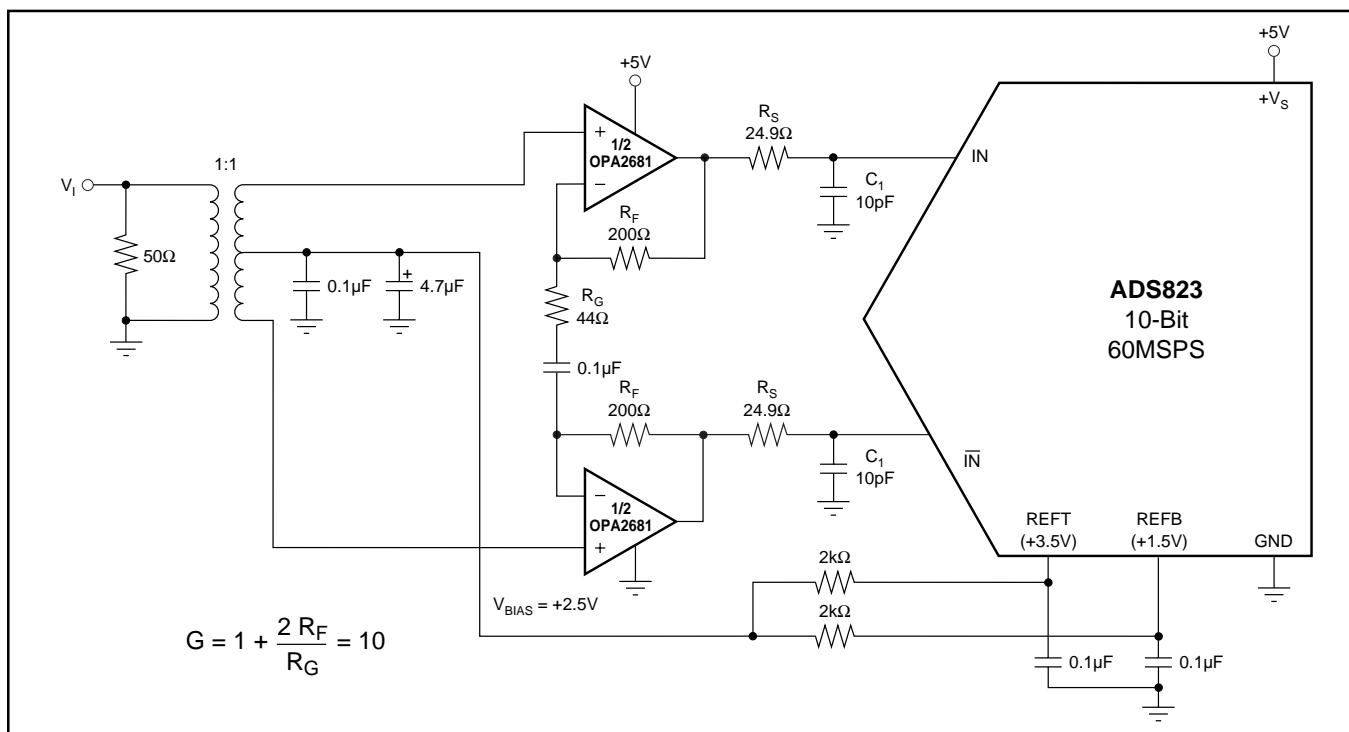 +5V
+5V
+V_S
1:1
V_I
50Ω
0.1µF
+
4.7µF
+
1/2
OPA2681
−
R_S
24.9Ω
IN
C_1
10pF
R_F
200Ω
R_G
44Ω
0.1µF
R_F
200Ω
R_S
24.9Ω
C_1
10pF
−
1/2
OPA2681
+
ADS823
10-Bit
60MSPS
I̅N̅
REFT
(+3.5V)
REFB
(+1.5V)
GND
2kΩ
2kΩ
V_BIAS = +2.5V
0.1µF
0.1µF
G = 1 + 2 R_F / R_G = 10